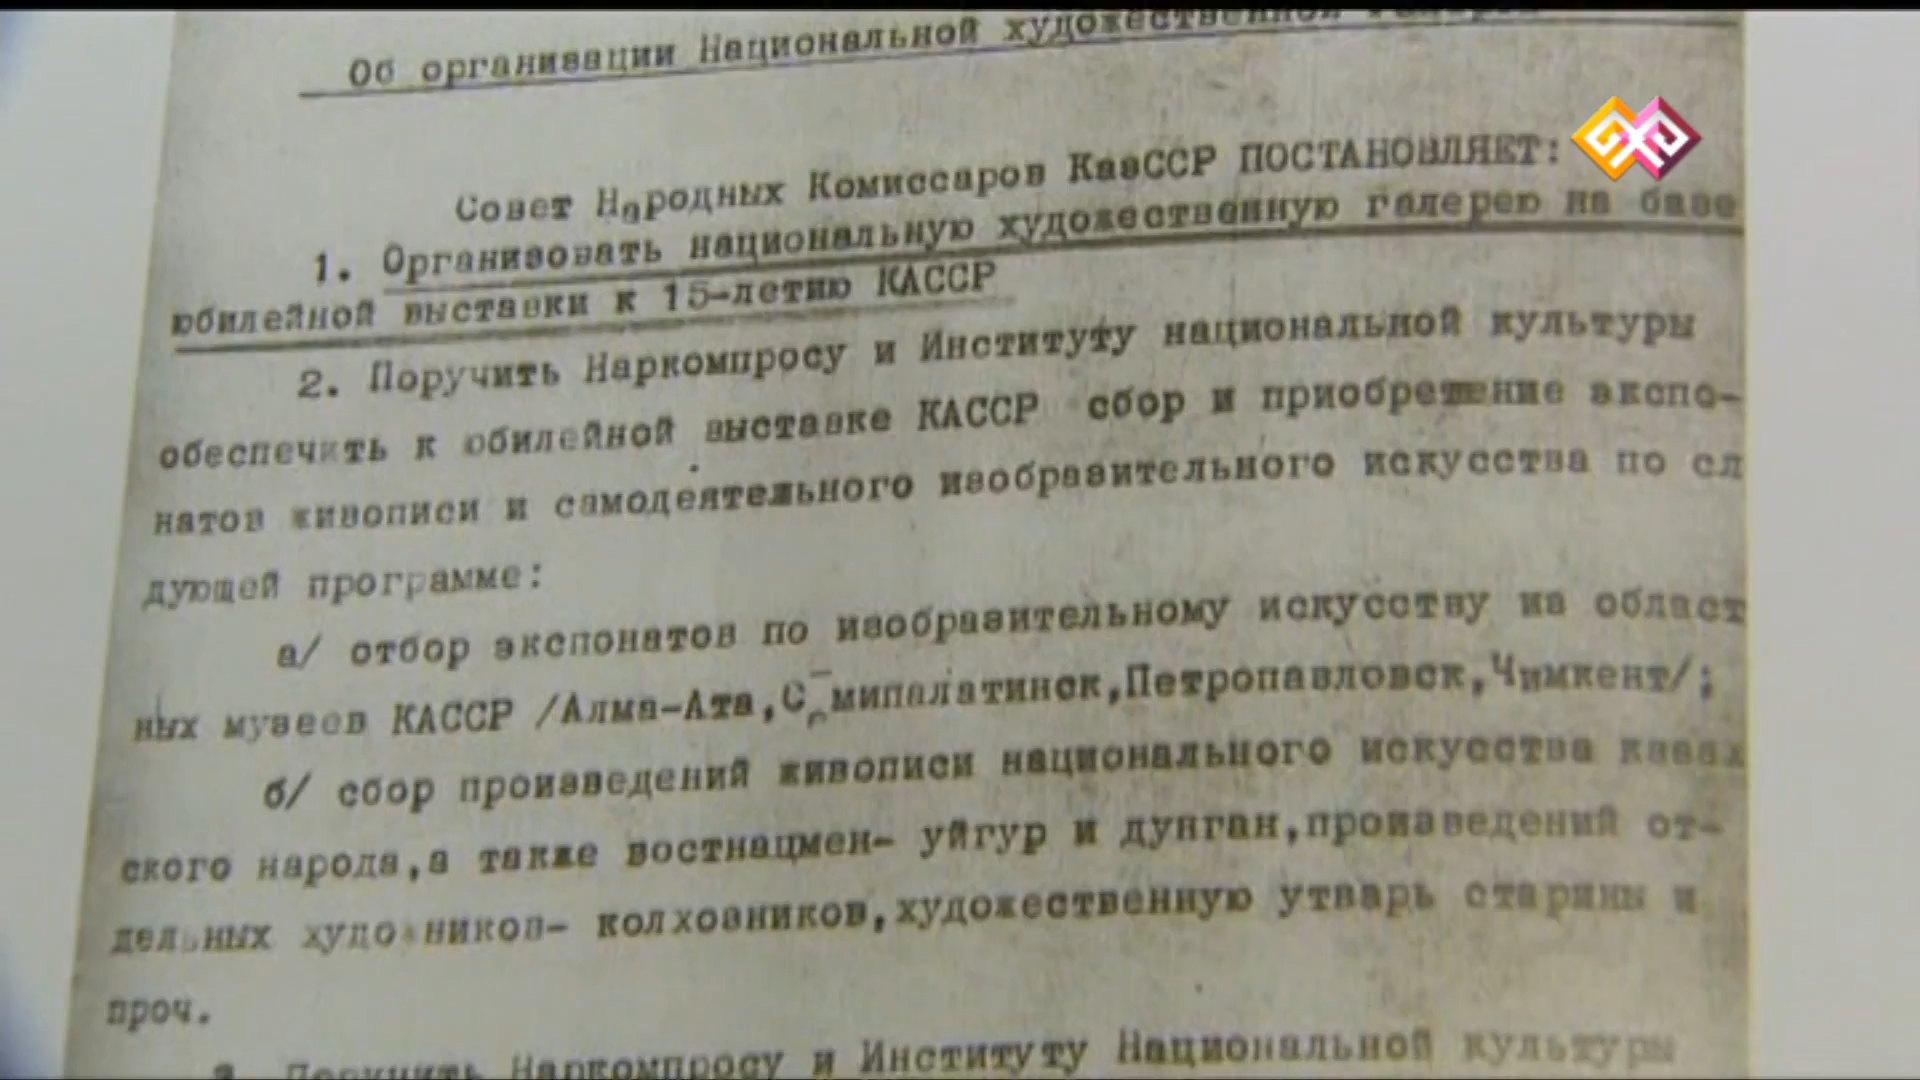 Об организации Национальной художественной галереи
Совет Народных Комиссаров КазССР ПОСТАНОВЛЯЕТ:
1. Организовать национальную художественную галерею на базе
юбилейной выставки к 15-летию КАССР
2. Поручить Наркомпросу и Институту национальной культуры
обеспечить к юбилейной выставке КАССР сбор и приобретение экспо-
натов живописи и самодеятельного изобразительного искусства по сл
дующей программе:
а/ отбор экспонатов по изобразительному искусству из област
ных музеев КАССР /Алма-Ата,Семипалатинск,Петропавловск,Чимкент/;
б/ сбор произведений живописи национального искусства казах
ского народа,а также востнацмен- уйгур и дунган,произведений от-
дельных художников- колхозников,художественную утварь старины и
проч.
Поручить Наркомпросу и Институту Национальной культуры